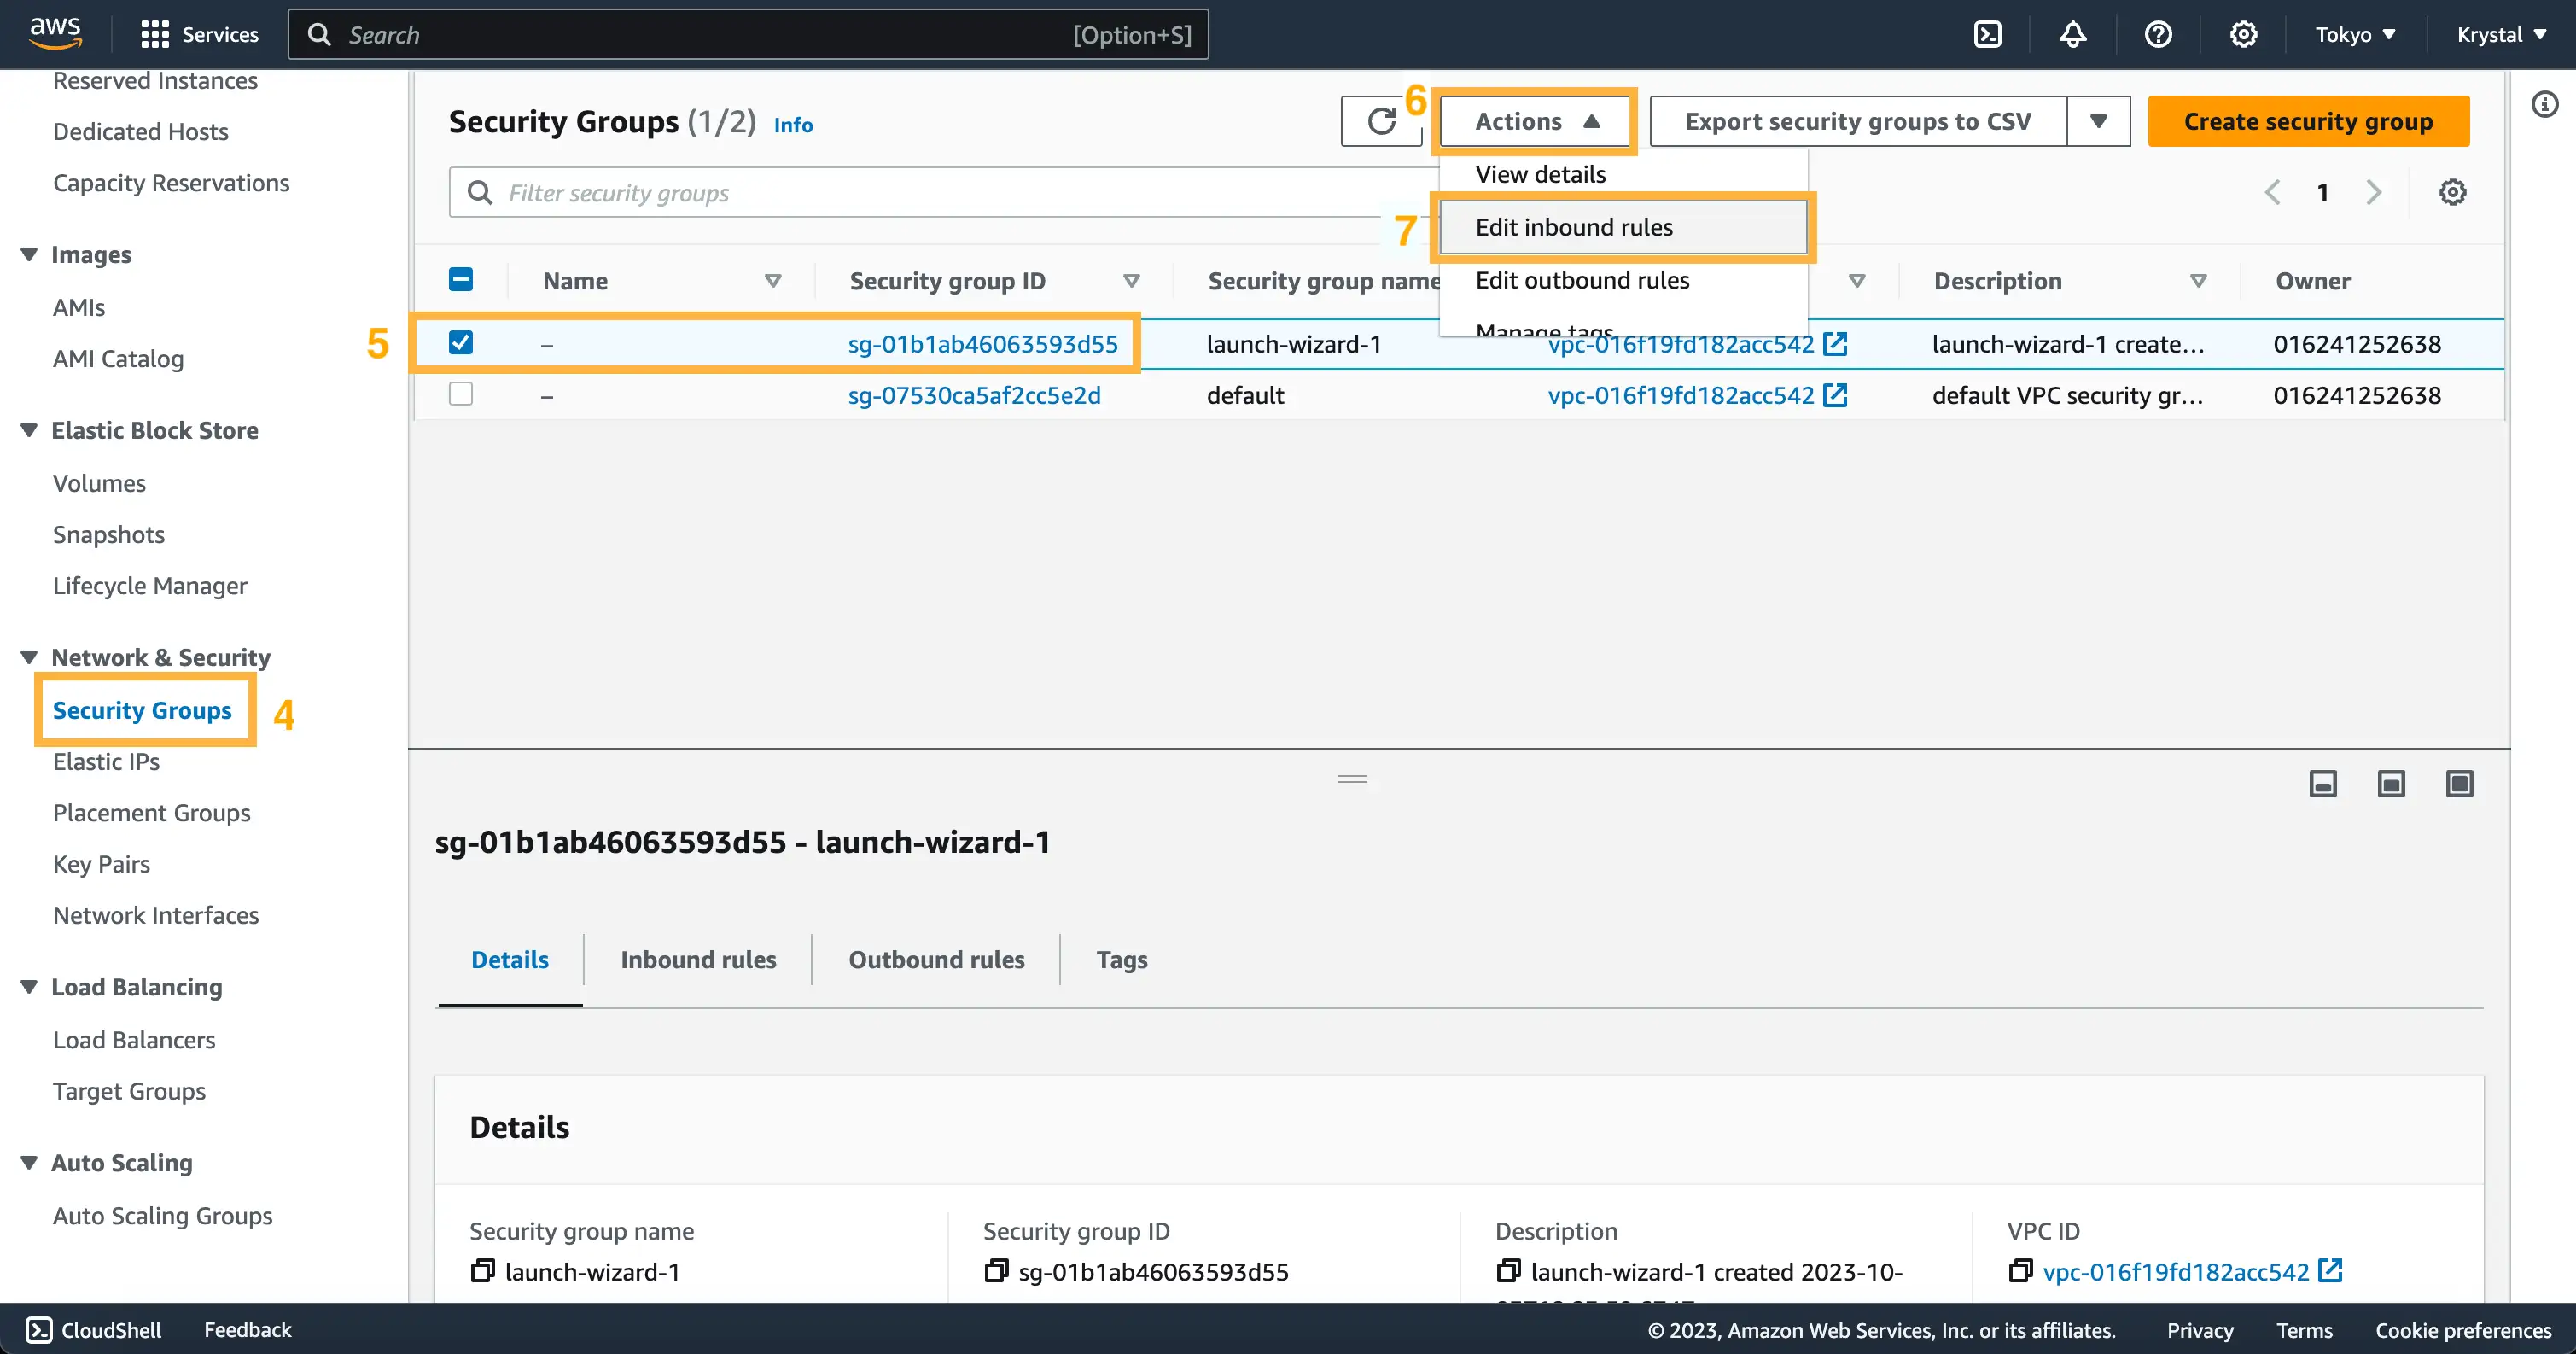 aws
Services
Search
[Option+S]
Tokyo
Krystal
Reserved Instances
Dedicated Hosts
Capacity Reservations
Images
AMIs
AMI Catalog
Elastic Block Store
Volumes
Snapshots
Lifecycle Manager
Network & Security
Security Groups
4
Elastic IPs
Placement Groups
Key Pairs
Network Interfaces
Load Balancing
Load Balancers
Target Groups
Auto Scaling
Auto Scaling Groups
Security Groups (1/2) Info
6
Actions
Export security groups to CSV
Create security group
Filter security groups
1
View details
7
Edit inbound rules
Edit outbound rules
Manage tags
Name
Security group ID
Security group name
Description
Owner
5
– sg-01b1ab46063593d55 launch-wizard-1 vpc-016f19fd182acc542 launch-wizard-1 create... 016241252638
– sg-07530ca5af2cc5e2d default vpc-016f19fd182acc542 default VPC security gr... 016241252638
sg-01b1ab46063593d55 - launch-wizard-1
Details
Inbound rules
Outbound rules
Tags
Details
Security group name
launch-wizard-1
Security group ID
sg-01b1ab46063593d55
Description
launch-wizard-1 created 2023-10-
VPC ID
vpc-016f19fd182acc542
CloudShell
Feedback
© 2023, Amazon Web Services, Inc. or its affiliates.
Privacy
Terms
Cookie preferences